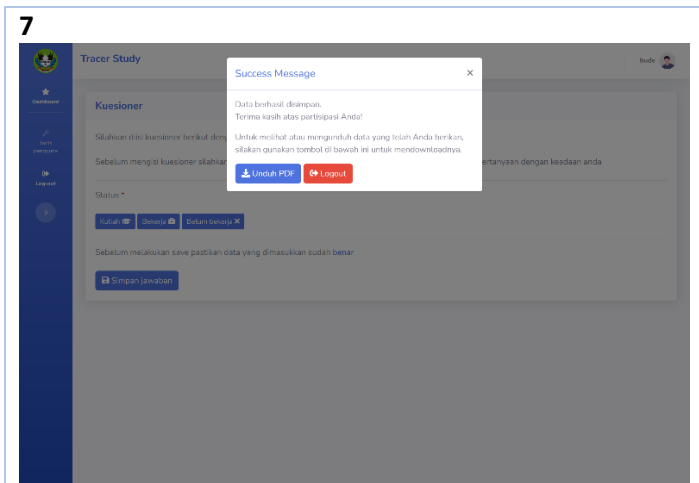 7
Tracer Study
bude
Success Message ×
Dashboard
Kuesioner
Data berhasil disimpan.
Terima kasih atas partisipasi Anda!
Silahkan diisi kuesioner berikut
Untuk melihat atau mengunduh data yang telah Anda berikan,
silakan gunakan tombol di bawah ini untuk mendownloadnya.
Sebelum mengisi kuesioner silahkan
dengan keadaan anda
Unduh PDF Logout
Logout
Status *
Kuliah Bekerja Belum bekerja
Sebelum melakukan save pastikan data yang dimasukkan sudah benar
Simpan jawaban